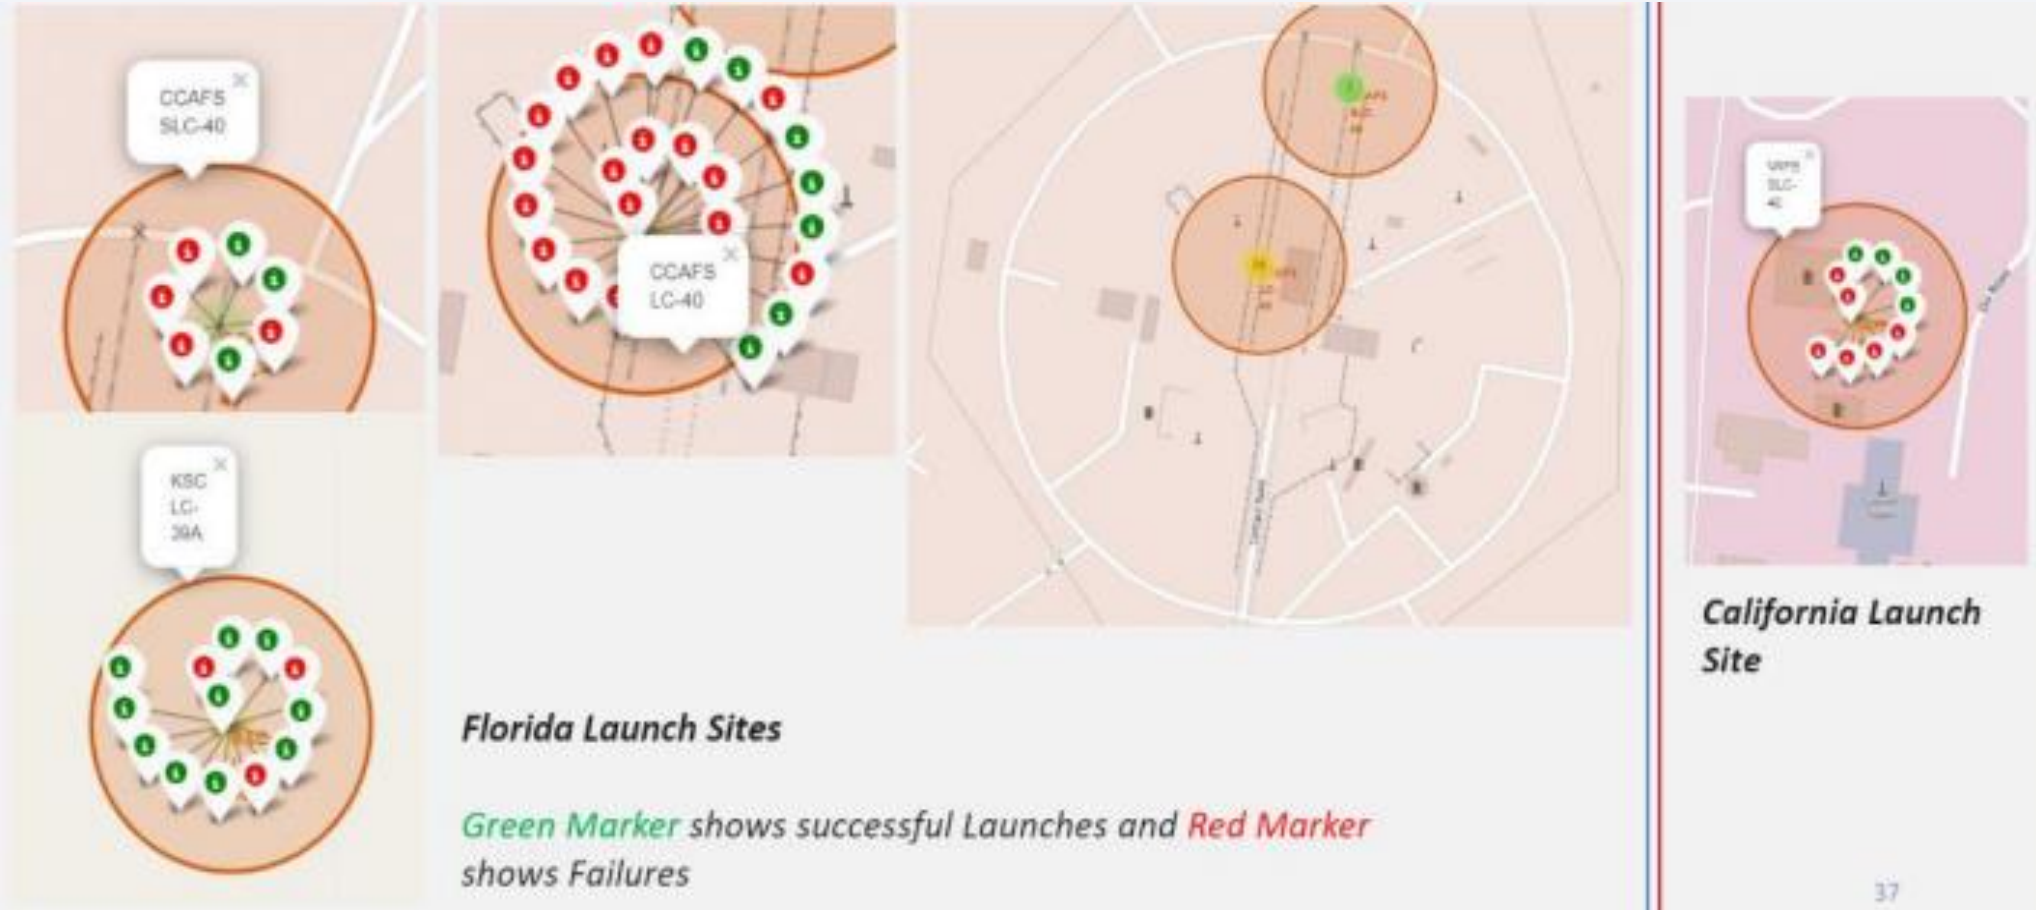 CCAFS
SLC-40
CCAFS
LC-40
KSC
LC-
39A
SLC-
California Launch
Site
Florida Launch Sites
Green Marker shows successful Launches and Red Marker
shows Failures
37